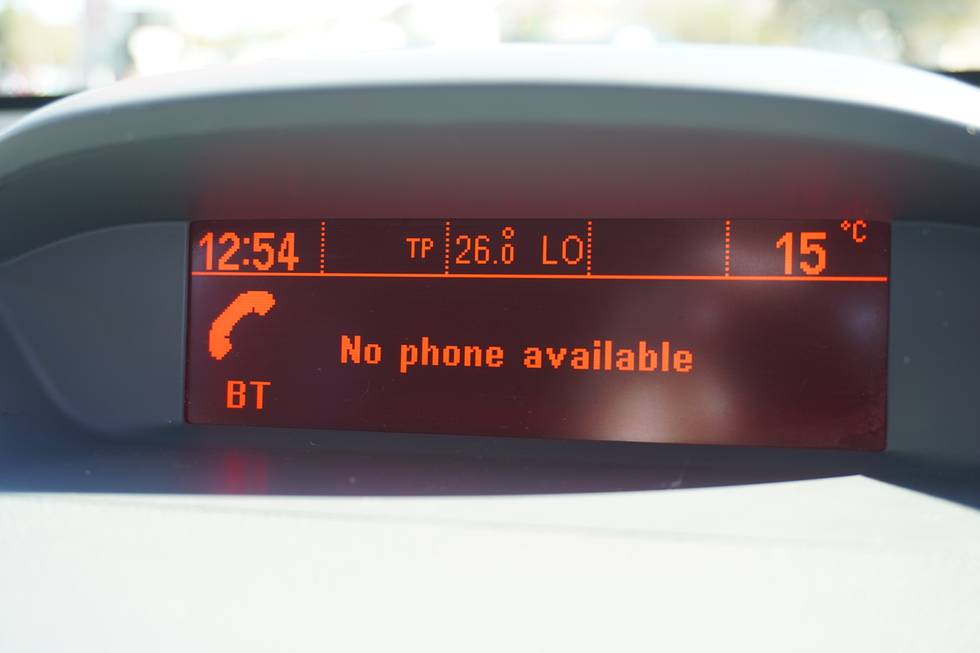 12:54 TP 26.0° LO 15 °C
No phone available
BT